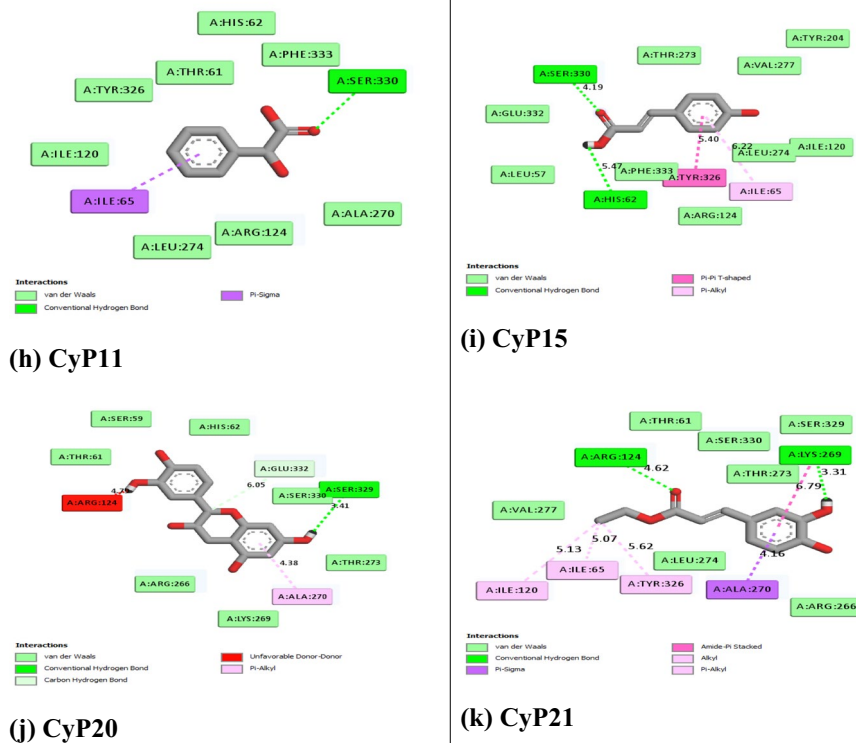 A:HIS:62
A:PHE:333
A:THR:61
A:SER:330
A:TYR:326
A:ILE:120
A:ILE:65
A:ALA:270
A:ARG:124
A:LEU:274
Interactions
van der Waals
Conventional Hydrogen Bond
Pi-Sigma
(h) CyP11
A:TYR:204
A:THR:273
A:VAL:277
A:SER:330
4.19
A:GLU:332
5.40
6.22
A:ILE:120
A:LEU:274
5.47
A:PHE:333
A:LEU:57
A:TYR:326
A:ILE:65
A:HIS:62
A:ARG:124
Interactions
van der Waals
Conventional Hydrogen Bond
Pi-Pi T-shaped
Pi-Alkyl
(i) CyP15
A:SER:59
A:HIS:62
A:THR:61
A:GLU:332
6.05
A:SER:330
A:SER:329
A:ARG:124
3.41
4.38
A:THR:273
A:ARG:266
A:ALA:270
A:LYS:269
Interactions
van der Waals
Conventional Hydrogen Bond
Carbon Hydrogen Bond
Unfavorable Donor-Donor
Pi-Alkyl
(j) CyP20
A:THR:61
A:SER:329
A:SER:330
A:ARG:124
A:LYS:269
4.62
A:THR:273
3.31
6.79
A:VAL:277
5.13
5.07
5.62
4.16
A:LEU:274
A:ILE:65
A:ILE:120
A:TYR:326
A:ALA:270
A:ARG:266
Interactions
van der Waals
Conventional Hydrogen Bond
Pi-Sigma
Amide-Pi Stacked
Alkyl
Pi-Alkyl
(k) CyP21